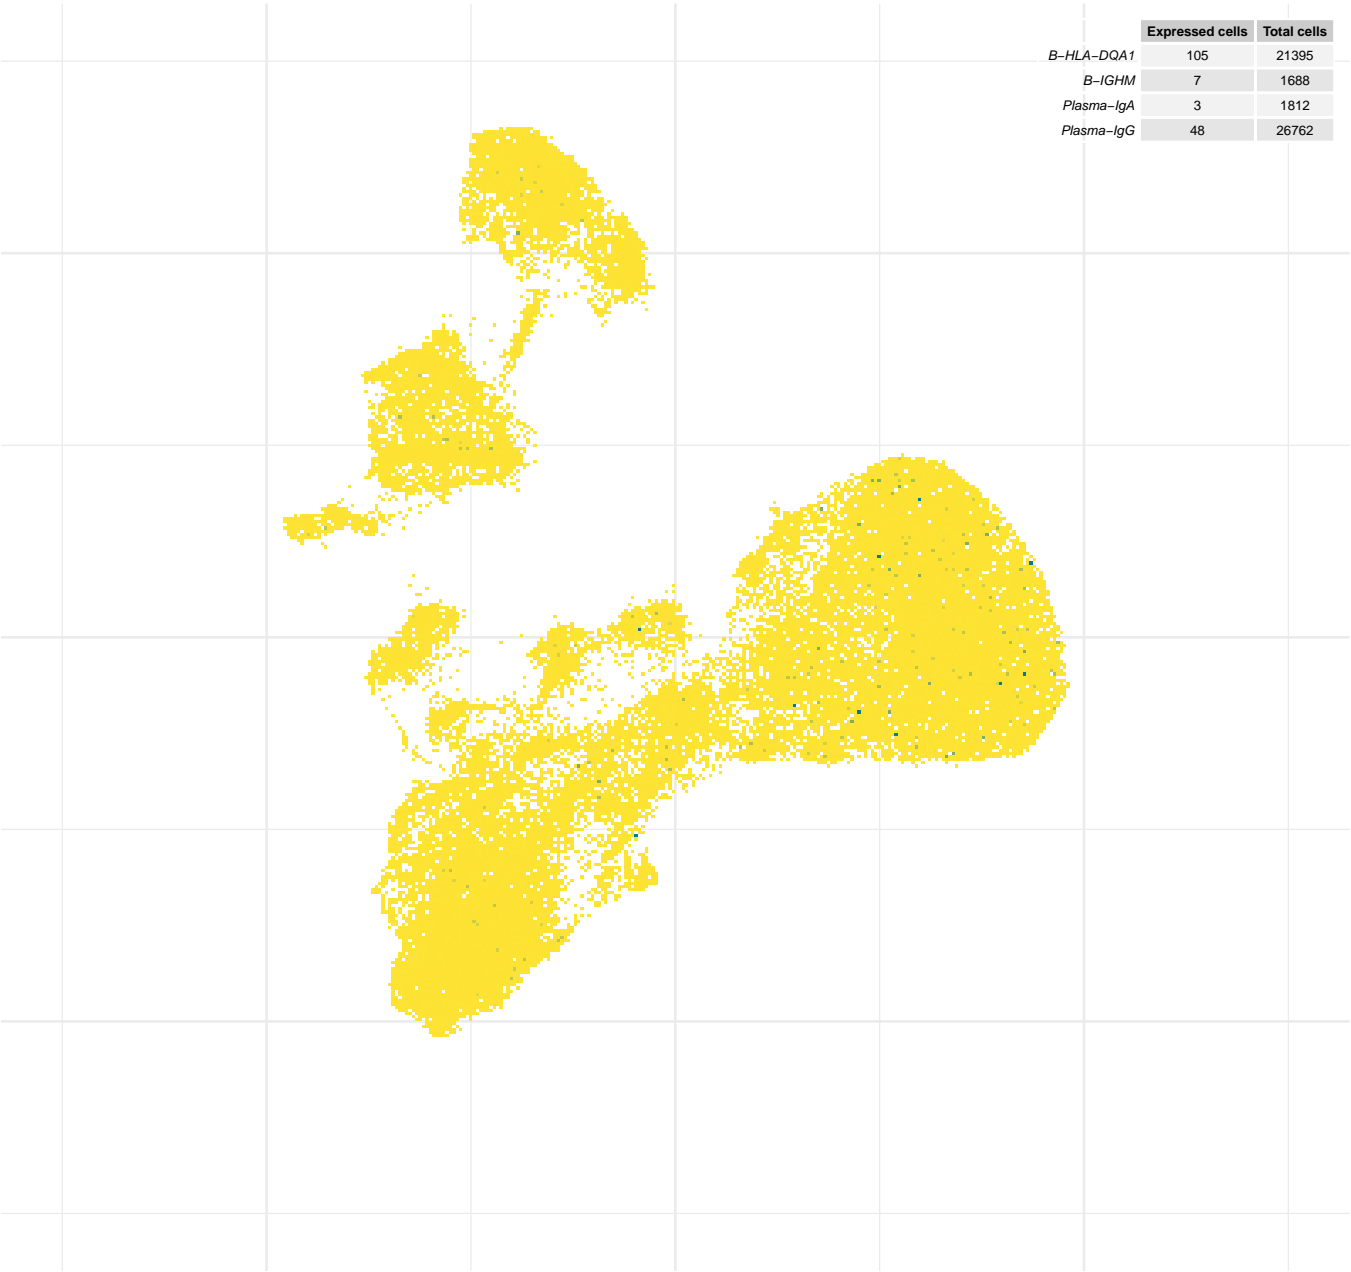 Expressed cells Total cells
B−HLA−DQA1 105 21395
B−IGHM 7 1688
Plasma−IgA 3 1812
Plasma−IgG 48 26762